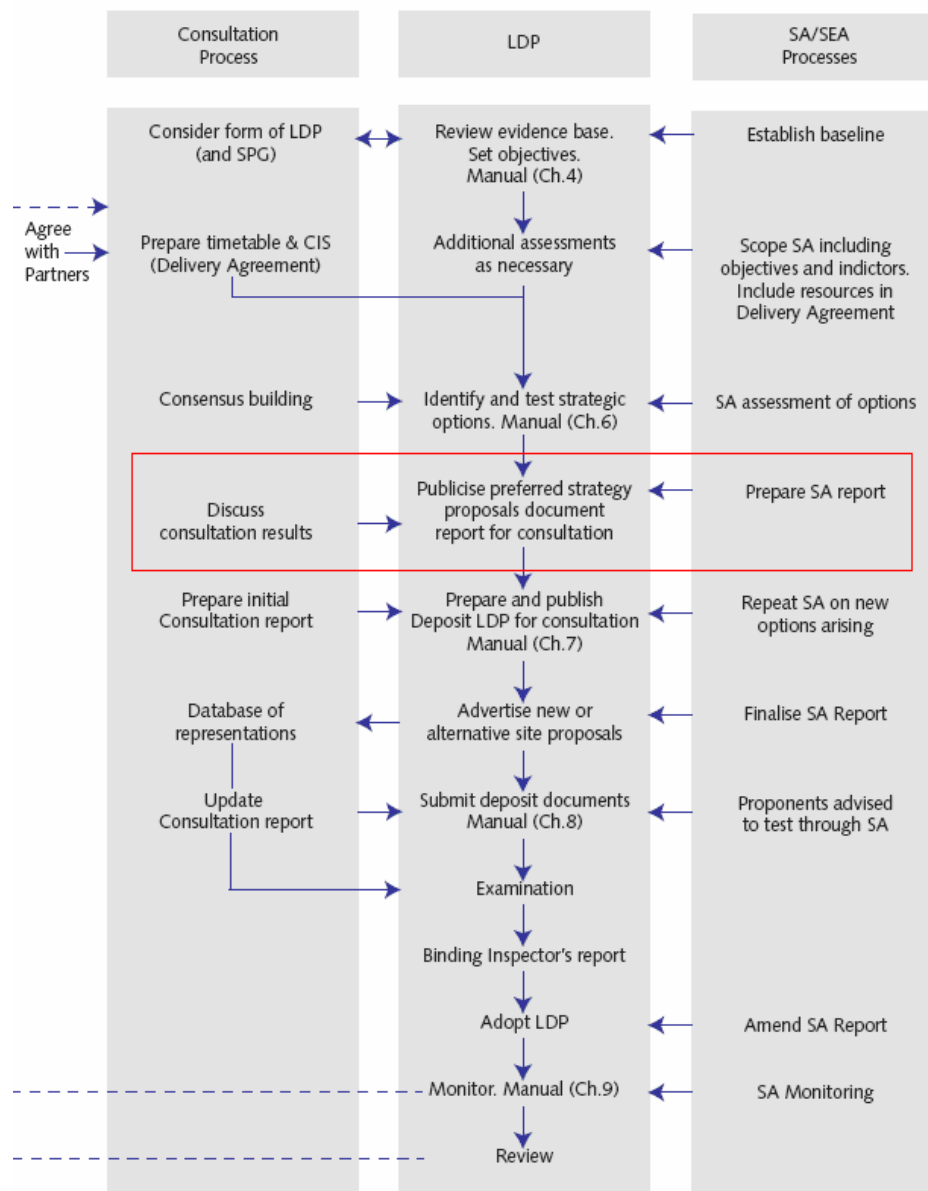 Consultation
Process
LDP
SA/SEA
Processes
Consider form of LDP
(and SPG)
Review evidence base.
Set objectives.
Manual (Ch.4)
Establish baseline
Agree
with
Partners
Prepare timetable & CIS
(Delivery Agreement)
Additional assessments
as necessary
Scope SA including
objectives and indictors.
Include resources in
Delivery Agreement
Consensus building
Identify and test strategic
options. Manual (Ch.6)
SA assessment of options
Discuss
consultation results
Publicise preferred strategy
proposals document
report for consultation
Prepare SA report
Prepare initial
Consultation report
Prepare and publish
Deposit LDP for consultation
Manual (Ch.7)
Repeat SA on new
options arising
Database of
representations
Advertise new or
alternative site proposals
Finalise SA Report
Update
Consultation report
Submit deposit documents
Manual (Ch.8)
Proponents advised
to test through SA
Examination
Binding Inspector's report
Adopt LDP
Amend SA Report
Monitor. Manual (Ch.9)
SA Monitoring
Review